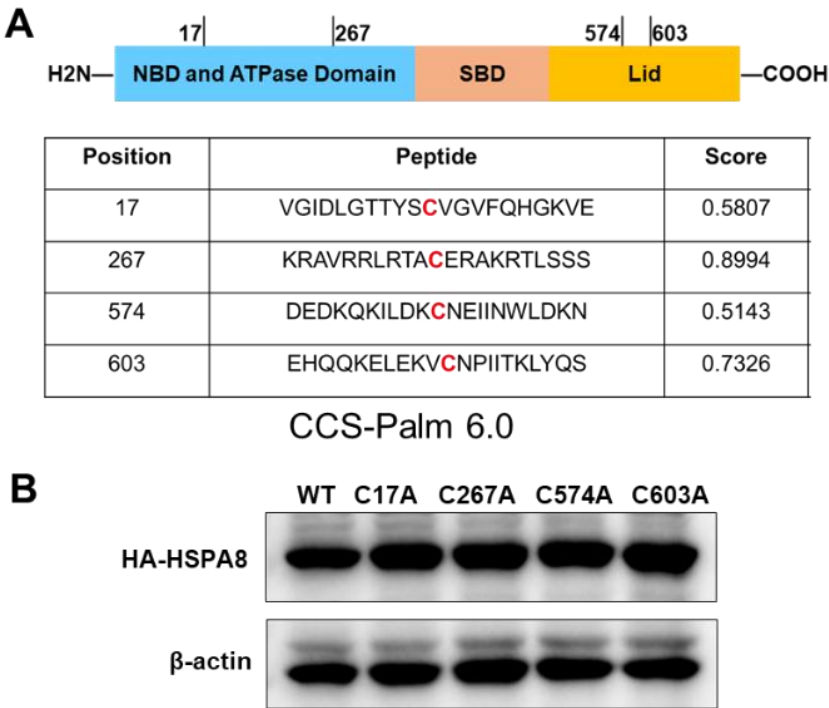 A
17 267 574 603
H2N NBD and ATPase Domain SBD Lid COOH
Position Peptide Score
17 VGIDLGTTYSCVGVFQHGKVE 0.5807
267 KRAVRRLRTACERAKRTLSSS 0.8994
574 DEDKQKILDKCNEIINWLDKN 0.5143
603 EHQQKELEKVCNPIITKLYQS 0.7326
CCS-Palm 6.0
B
WT C17A C267A C574A C603A
HA-HSPA8
β-actin